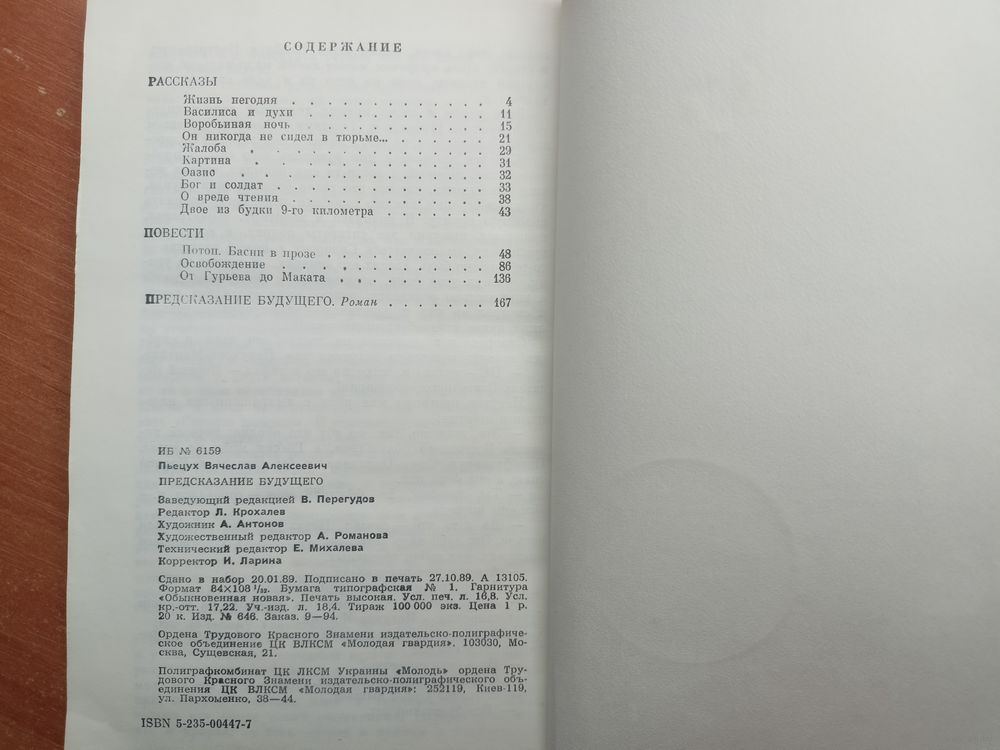 СОДЕРЖАНИЕ
РАССКАЗЫ
Жизнь негодяя . . . . . . . . . . 4
Василиса и духи . . . . . . . . . 11
Воробьиная ночь . . . . . . . . . 15
Он никогда не сидел в тюрьме... . . . . . 21
Жалоба . . . . . . . . . . . . 29
Картина . . . . . . . . . . . . 31
Оазис . . . . . . . . . . . . 32
Бог и солдат . . . . . . . . . . . 33
О вреде чтения . . . . . . . . . . 38
Двое из будки 9-го километра . . . . . . 43
ПОВЕСТИ
Потоп. Басни в прозе . . . . . . . . 48
Освобождение . . . . . . . . . . 86
От Гурьева до Маката . . . . . . . . 136
ПРЕДСКАЗАНИЕ БУДУЩЕГО. Роман . . . . . . 167
ИБ № 6159
Пьецух Вячеслав Алексеевич
ПРЕДСКАЗАНИЕ БУДУЩЕГО
Заведующий редакцией В. Перегудов
Редактор Л. Крохалев
Художник А. Антонов
Художественный редактор А. Романова
Технический редактор Е. Михалева
Корректор И. Ларина
Сдано в набор 20.01.89. Подписано в печать 27.10.89. А 13105.
Формат 84×108 1/32. Бумага типографская № 1. Гарнитура
«Обыкновенная новая». Печать высокая. Усл. печ. л. 16,8. Усл.
кр.-отт. 17,22. Уч.-изд. л. 18,4. Тираж 100 000 экз. Цена 1 р.
20 к. Изд. № 646. Заказ. 9—94.
Ордена Трудового Красного Знамени издательско-полиграфиче-
ское объединение ЦК ВЛКСМ «Молодая гвардия». 103030, Мо-
сква, Сущевская, 21.
Полиграфкомбинат ЦК ЛКСМ Украины «Молодь» ордена Тру-
дового Красного Знамени издательско-полиграфического объ-
единения ЦК ВЛКСМ «Молодая гвардия»: 252119, Киев-119,
ул. Пархоменко, 38—44.
ISBN 5-235-00447-7